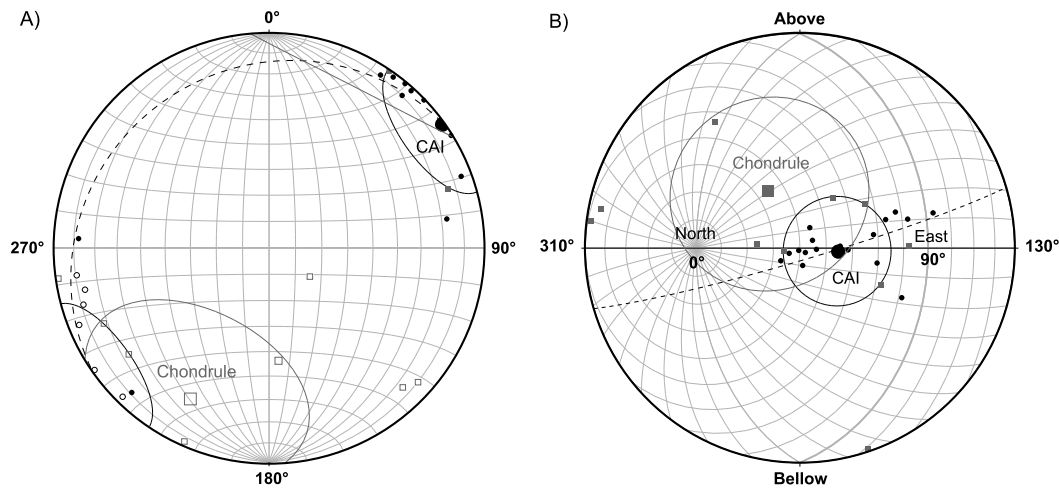 A)
0°
CAI
270°
90°
Chondrule
180°
B)
Above
Chondrule
North
East
310°
0°
90°
130°
CAI
Bellow